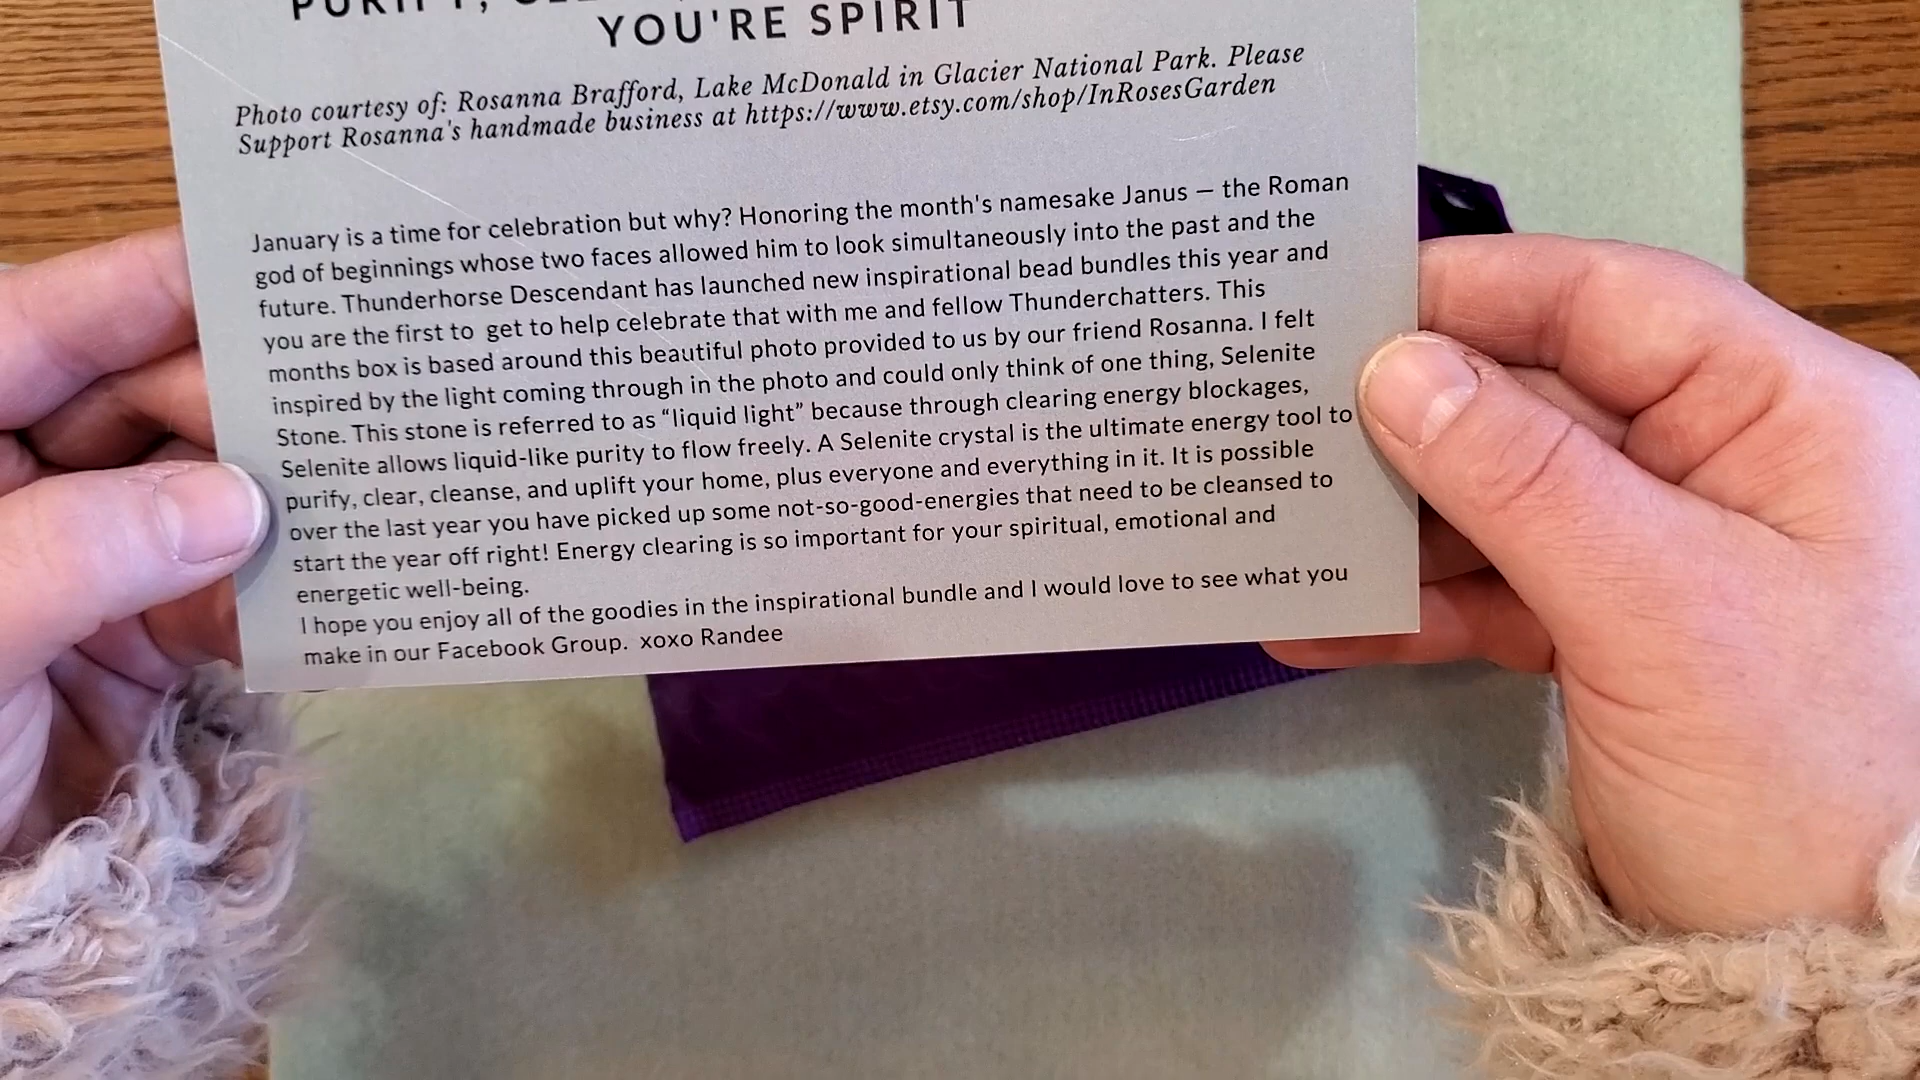 YOU'RE SPIRIT
Photo courtesy of: Rosanna Brafford, Lake McDonald in Glacier National Park. Please
Support Rosanna's handmade business at https://www.etsy.com/shop/InRosesGarden
January is a time for celebration but why? Honoring the month's namesake Janus — the Roman
god of beginnings whose two faces allowed him to look simultaneously into the past and the
future. Thunderhorse Descendant has launched new inspirational bead bundles this year and
you are the first to get to help celebrate that with me and fellow Thunderchatters. This
months box is based around this beautiful photo provided to us by our friend Rosanna. I felt
inspired by the light coming through in the photo and could only think of one thing, Selenite
Stone. This stone is referred to as “liquid light” because through clearing energy blockages,
Selenite allows liquid-like purity to flow freely. A Selenite crystal is the ultimate energy tool to
purify, clear, cleanse, and uplift your home, plus everyone and everything in it. It is possible
over the last year you have picked up some not-so-good-energies that need to be cleansed to
start the year off right! Energy clearing is so important for your spiritual, emotional and
energetic well-being.
I hope you enjoy all of the goodies in the inspirational bundle and I would love to see what you
make in our Facebook Group. xoxo Randee